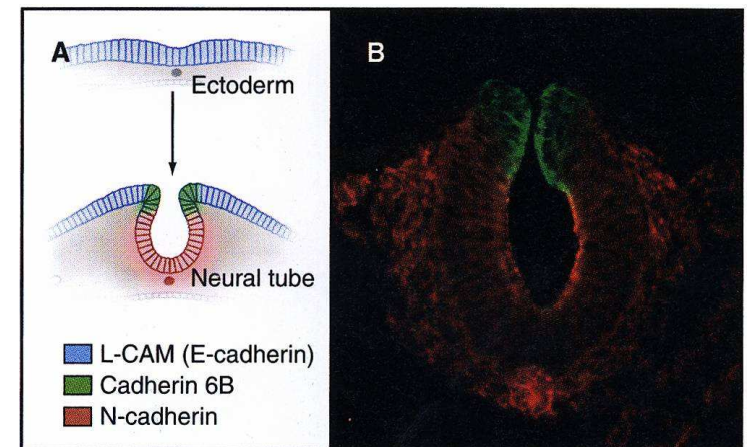 A
Ectoderm
Neural tube
L-CAM (E-cadherin)
Cadherin 6B
N-cadherin
B